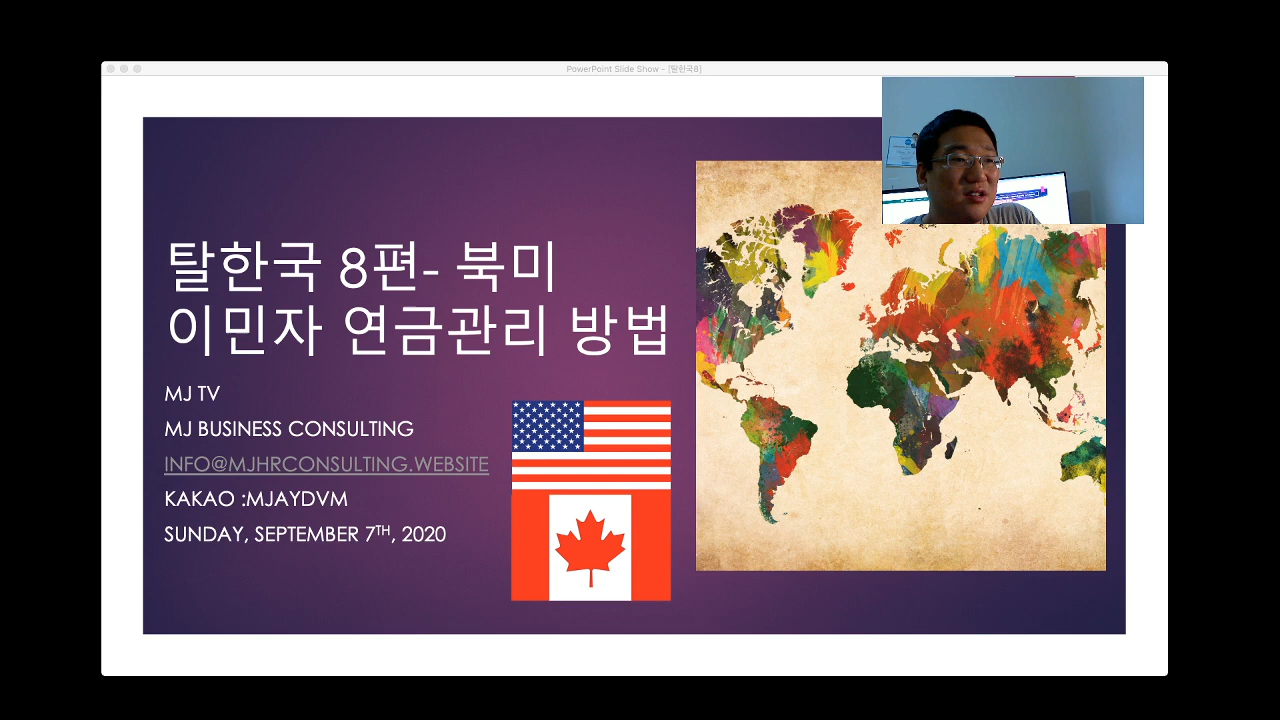 PowerPoint Slide Show - [탈한국8]
탈한국 8편- 북미
이민자 연금관리 방법
MJ TV
MJ BUSINESS CONSULTING
INFO@MJHRCONSULTING.WEBSITE
KAKAO :MJAYDVM
SUNDAY, SEPTEMBER 7TH, 2020